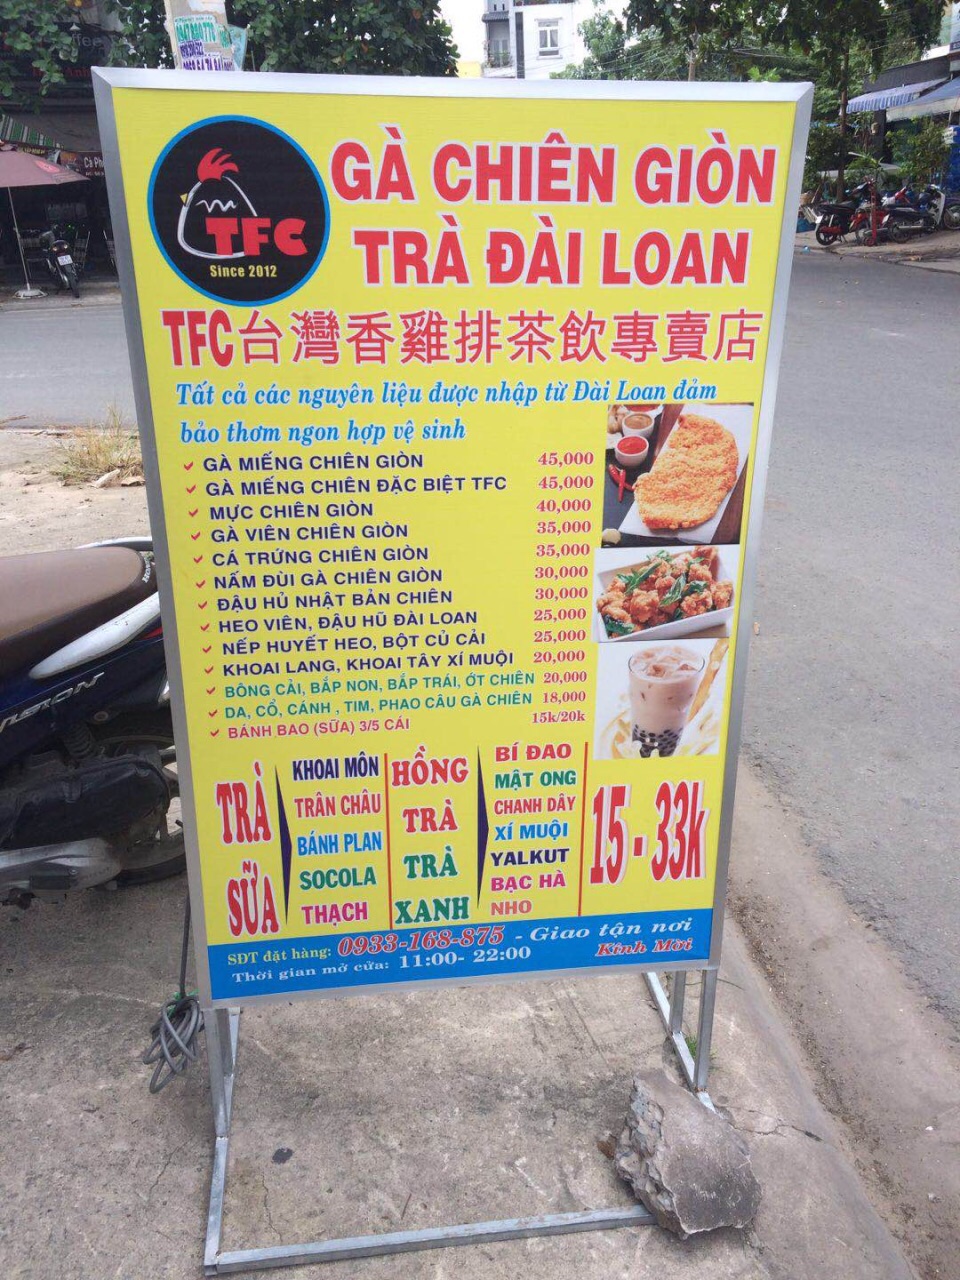 0947880770
TFC
Since 2012
GÀ CHIÊN GIÒN
TRÀ ĐÀI LOAN
TFC台灣香雞排茶飲專賣店
Tất cả các nguyên liệu được nhập từ Đài Loan đảm
bảo thơm ngon hợp vệ sinh
GÀ MIẾNG CHIÊN GIÒN 45,000
GÀ MIẾNG CHIÊN ĐẶC BIỆT TFC 45,000
MỰC CHIÊN GIÒN 40,000
GÀ VIÊN CHIÊN GIÒN 35,000
CÁ TRỨNG CHIÊN GIÒN 35,000
NẤM ĐÙI GÀ CHIÊN GIÒN 30,000
ĐẬU HỦ NHẬT BẢN CHIÊN 30,000
HEO VIÊN, ĐẬU HŨ ĐÀI LOAN 25,000
NẾP HUYẾT HEO, BỘT CỦ CẢI 25,000
KHOAI LANG, KHOAI TÂY XÍ MUỘI 20,000
BÔNG CẢI, BẮP NON, BẮP TRÁI, ỚT CHIÊN 20,000
DA, CỔ, CÁNH , TIM, PHAO CÂU GÀ CHIÊN 18,000
BÁNH BAO (SỮA) 3/5 CÁI 15k/20k
TRÀ
SỮA
KHOAI MÔN
TRÂN CHÂU
BÁNH PLAN
SOCOLA
THẠCH
HỒNG
TRÀ
TRÀ
XANH
BÍ ĐAO
MẬT ONG
CHANH DÂY
XÍ MUỘI
YALKUT
BẠC HÀ
NHO
15 - 33k
SĐT đặt hàng: 0933-168-875 - Giao tận nơi
Thời gian mở cửa: 11:00- 22:00 Kính Mời